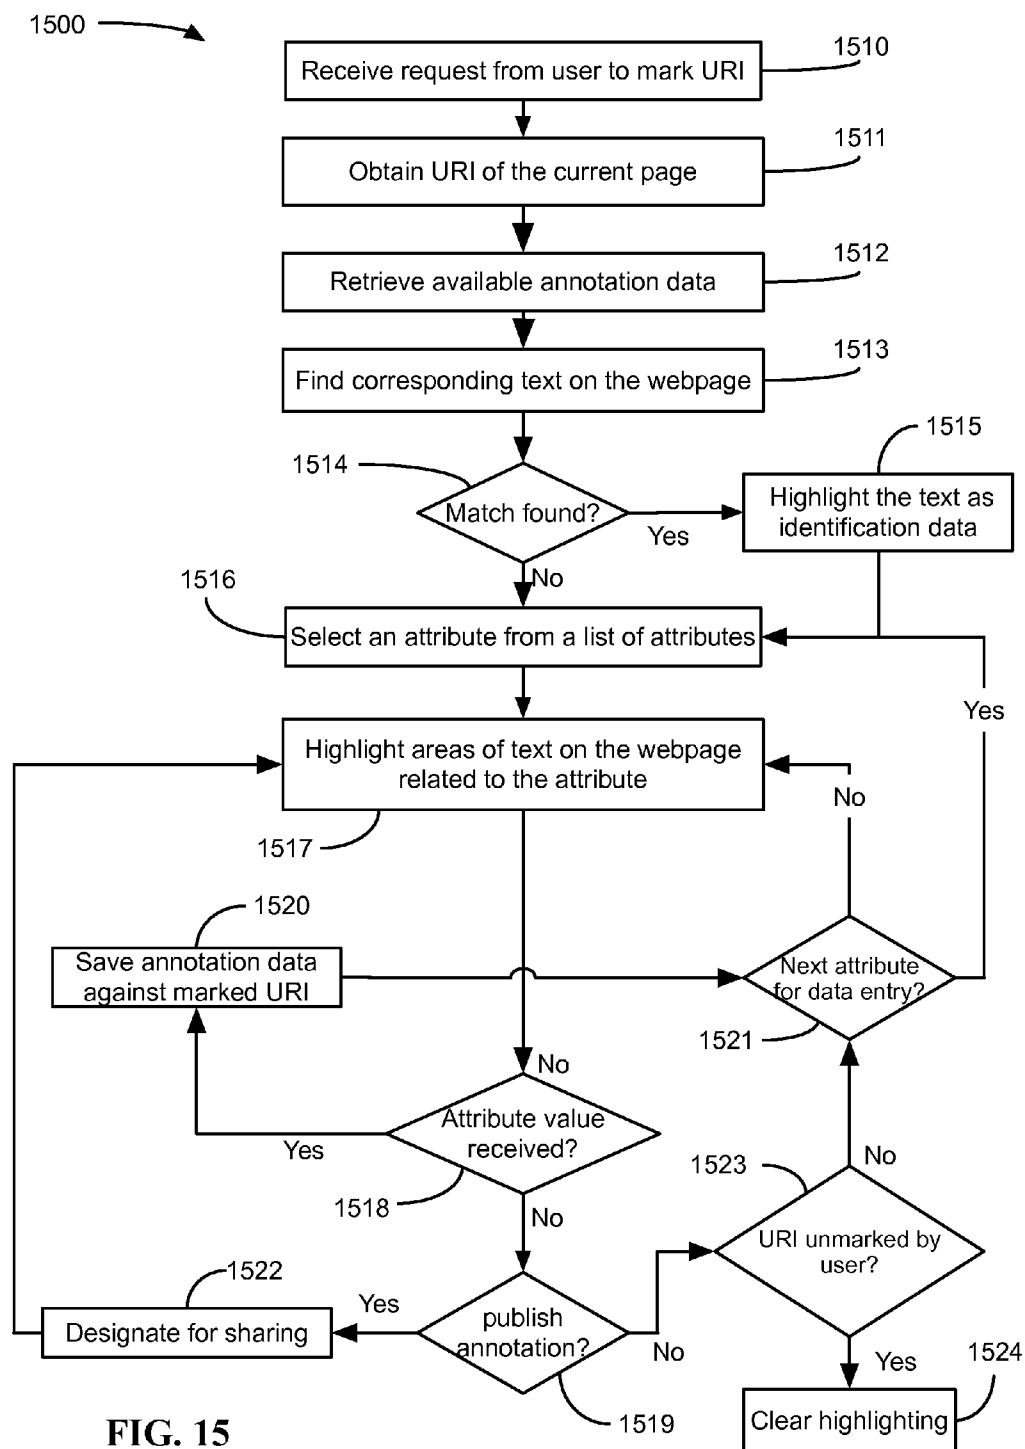 1500
1510
Receive request from user to mark URI
1511
Obtain URI of the current page
1512
Retrieve available annotation data
1513
Find corresponding text on the webpage
1515
1514
Match found?
Yes
Highlight the text as
identification data
No
1516
Select an attribute from a list of attributes
Yes
Highlight areas of text on the webpage
related to the attribute
No
1517
1520
Save annotation data
against marked URI
Next attribute
for data entry?
1521
No
Attribute value
received?
Yes
1518
No
1523
No
URI unmarked by
user?
1522
Designate for sharing
Yes
publish
annotation?
No
1519
Yes
1524
Clear highlighting
FIG. 15